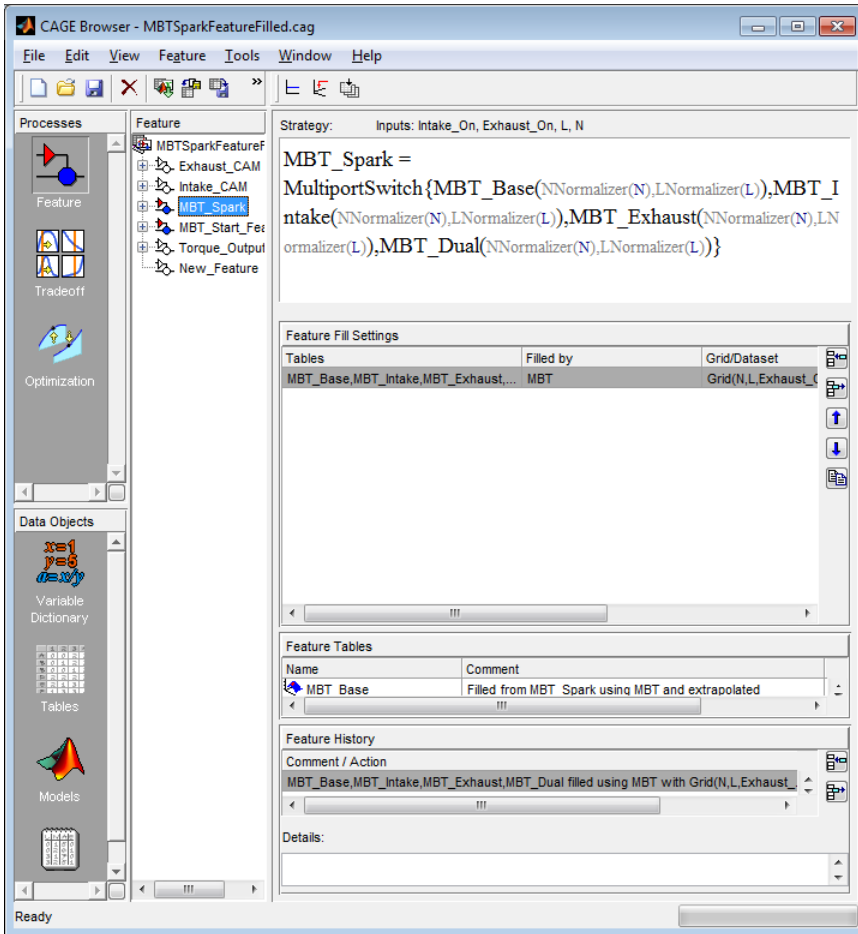 CAGE Browser - MBTSparkFeatureFilled.cag
File Edit View Feature Tools Window Help
»
Processes
Feature
Tradeoff
Optimization
Data Objects
x=1
y=5
a=x/y
Variable
Dictionary
Tables
Models
Feature
MBTSparkFeatureF
Exhaust_CAM
Intake_CAM
MBT_Spark
MBT_Start_Fea
Torque_Output
New_Feature
Strategy: Inputs: Intake_On, Exhaust_On, L, N
MBT_Spark =
MultiportSwitch{MBT_Base(NNormalizer(N),LNormalizer(L)),MBT_I
ntake(NNormalizer(N),LNormalizer(L)),MBT_Exhaust(NNormalizer(N),LN
ormalizer(L)),MBT_Dual(NNormalizer(N),LNormalizer(L))}
Feature Fill Settings
Tables Filled by Grid/Dataset
MBT_Base,MBT_Intake,MBT_Exhaust,... MBT Grid(N,L,Exhaust_
Feature Tables
Name Comment
MBT_Base Filled from MBT_Spark using MBT and extrapolated
Feature History
Comment / Action
MBT_Base,MBT_Intake,MBT_Exhaust,MBT_Dual filled using MBT with Grid(N,L,Exhaust_
Details:
Ready